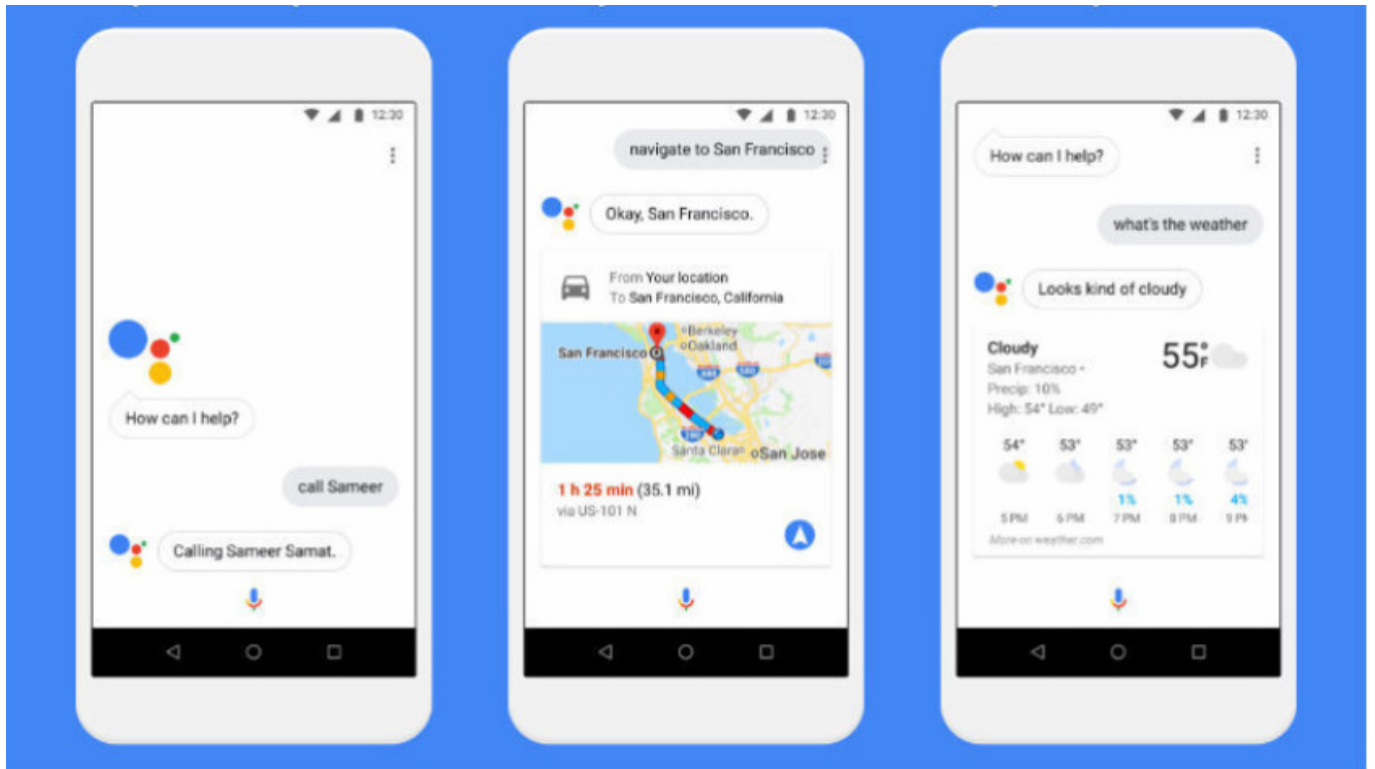 12:30
How can I help?
call Sameer
Calling Sameer Samat.
12:30
navigate to San Francisco
Okay, San Francisco.
From Your location
To San Francisco, California
Berkeley
Oakland
San Francisco
580
280
Santa Clara
San Jose
1 h 25 min (35.1 mi)
via US-101 N
12:30
How can I help?
what's the weather
Looks kind of cloudy
Cloudy
55°F
San Francisco •
Precip: 10%
High: 54° Low: 49°
54° 53° 53° 53° 53°
1% 1% 4%
5 PM 6 PM 7 PM 8 PM 9 PM
More on weather.com